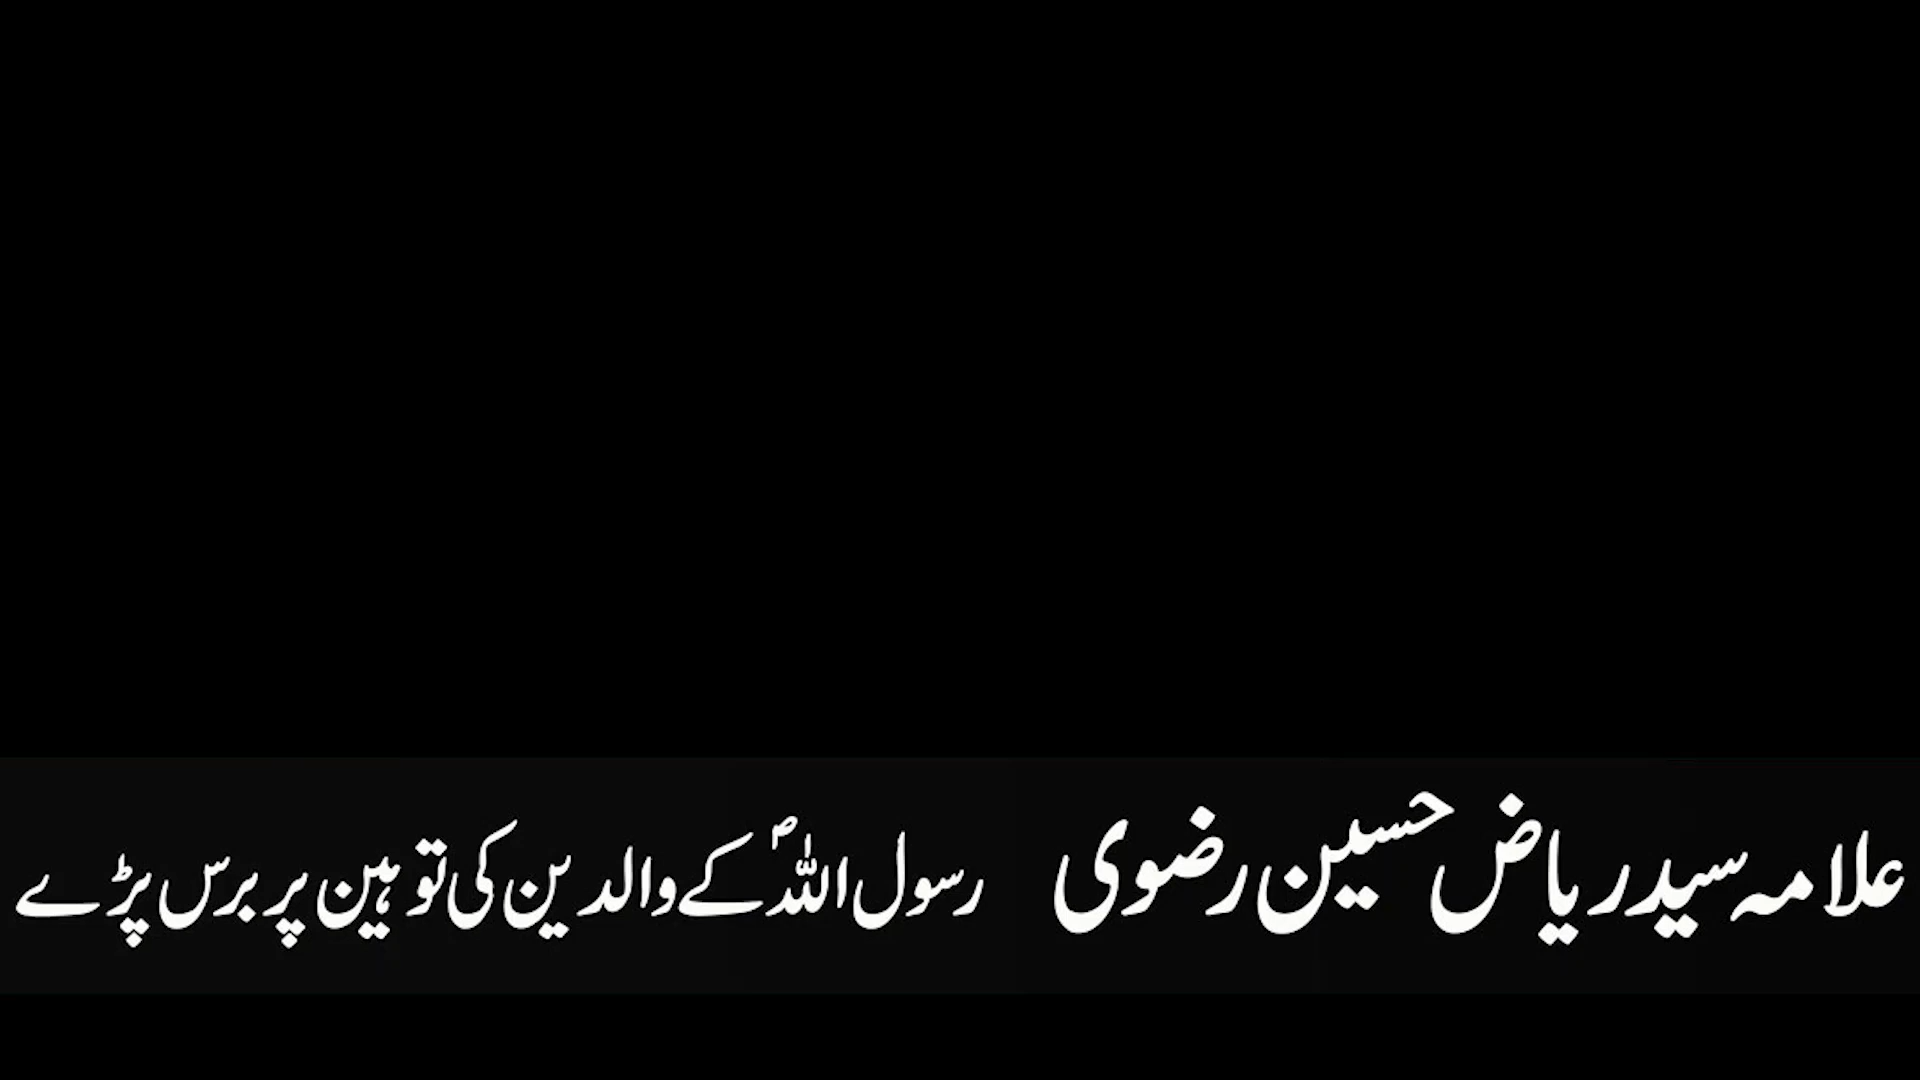 علامہ سید ریاض حسین رضوی رسول اللہؐ کے والدین کی توہین پر برس پڑے